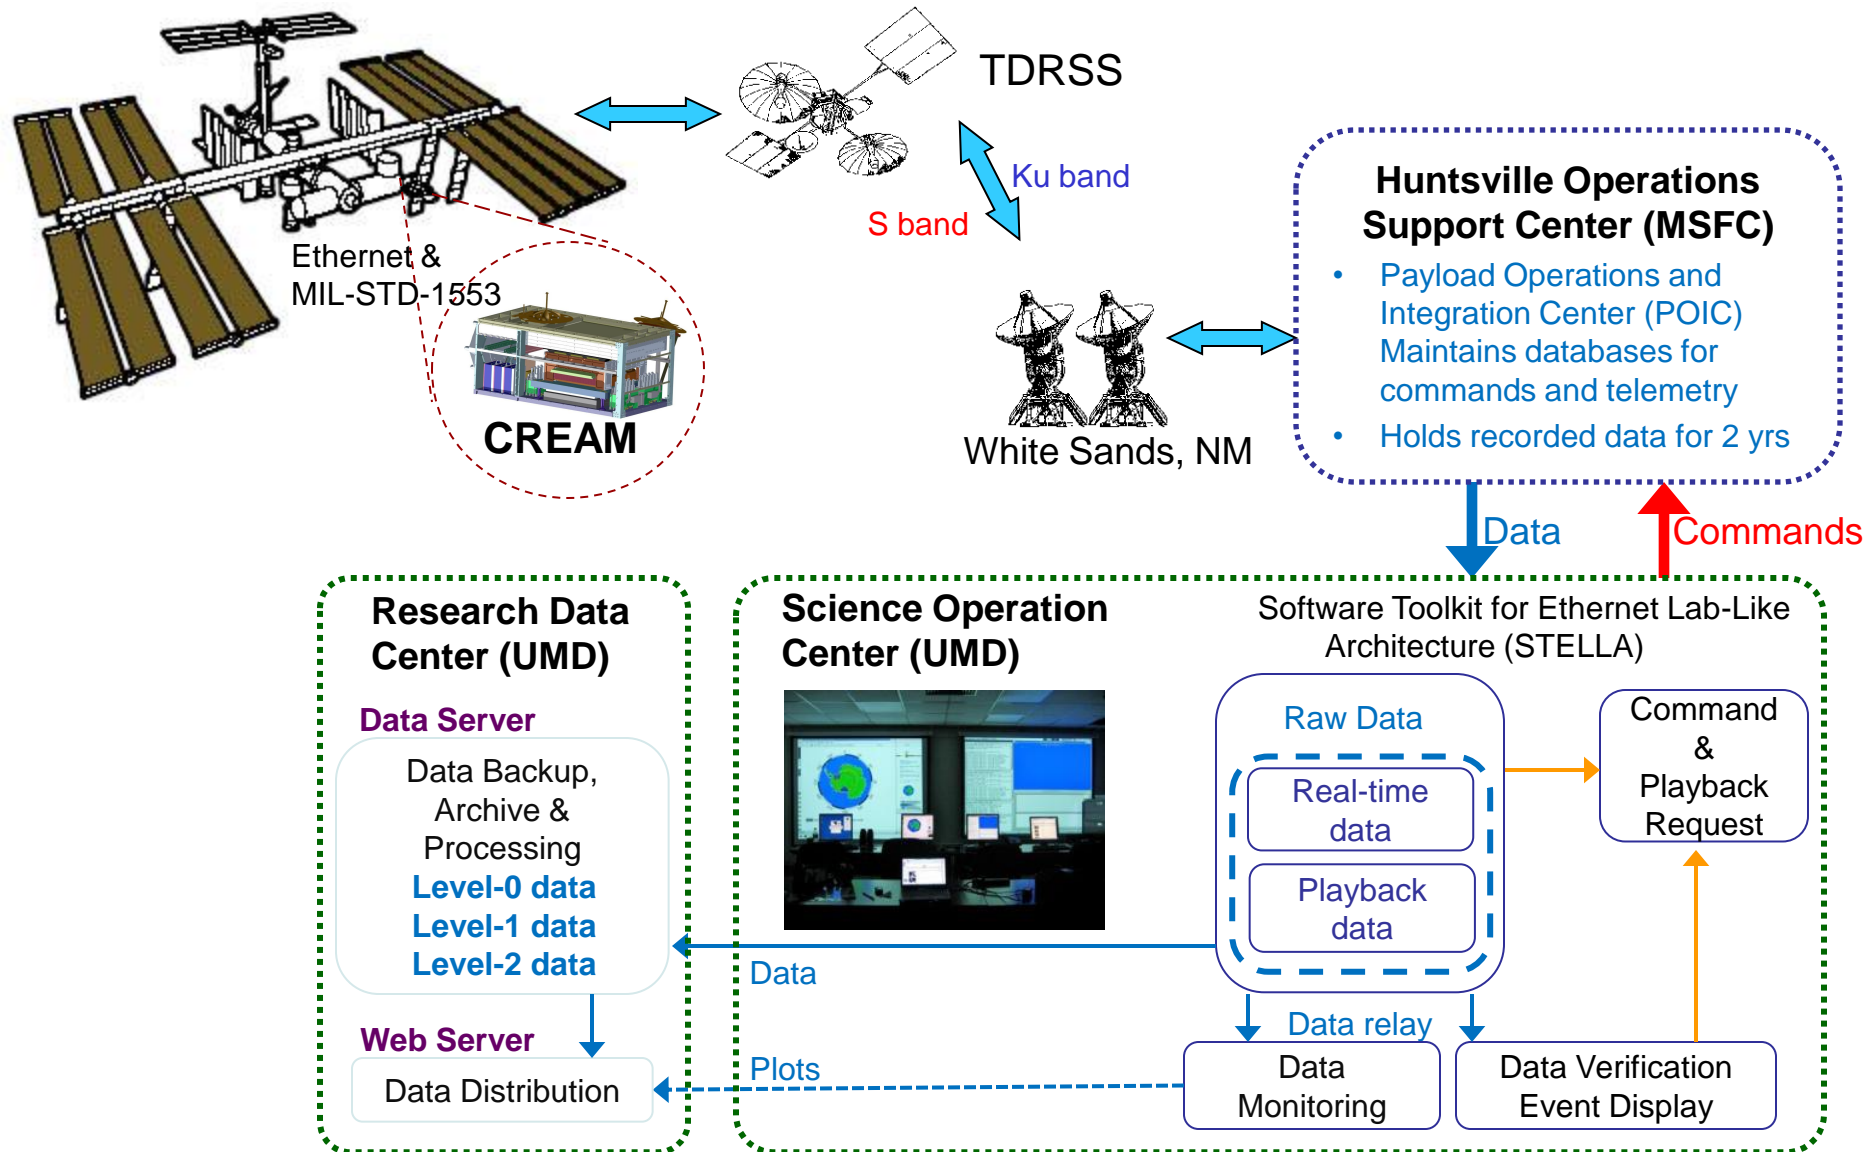 TDRSS
Ku band
S band
Ethernet &
MIL-STD-1553
CREAM
White Sands, NM
Huntsville Operations
Support Center (MSFC)
• Payload Operations and
Integration Center (POIC)
Maintains databases for
commands and telemetry
• Holds recorded data for 2 yrs
Data
Commands
Research Data
Center (UMD)
Data Server
Data Backup,
Archive &
Processing
Level-0 data
Level-1 data
Level-2 data
Web Server
Data Distribution
Science Operation
Center (UMD)
Software Toolkit for Ethernet Lab-Like
Architecture (STELLA)
Raw Data
Real-time
data
Playback
data
Command
&
Playback
Request
Data
Data relay
Plots
Data
Monitoring
Data Verification
Event Display